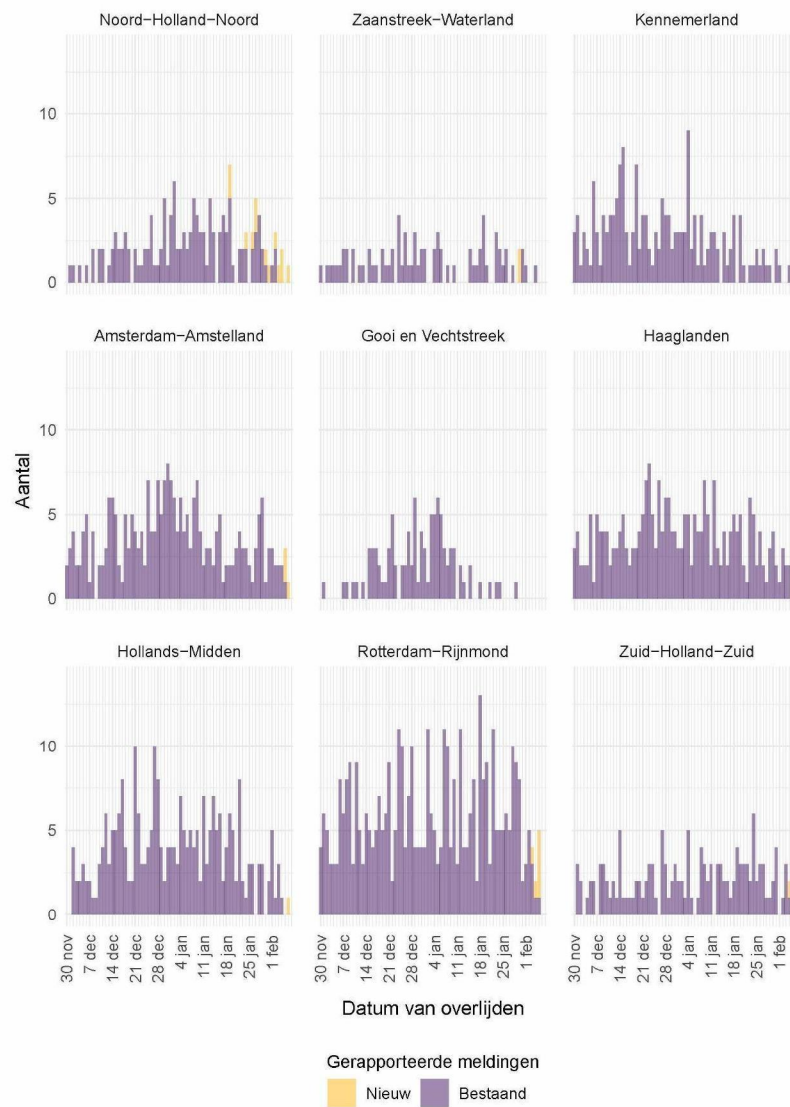 Noord−Holland−Noord Zaanstreek−Waterland Kennemerland
10
5
0
Amsterdam−Amstelland Gooi en Vechtstreek Haaglanden
10
5
0
Aantal
Hollands−Midden Rotterdam−Rijnmond Zuid−Holland−Zuid
10
5
0
30 nov 7 dec 14 dec 21 dec 28 dec 4 jan 11 jan 18 jan 25 jan 1 feb
30 nov 7 dec 14 dec 21 dec 28 dec 4 jan 11 jan 18 jan 25 jan 1 feb
30 nov 7 dec 14 dec 21 dec 28 dec 4 jan 11 jan 18 jan 25 jan 1 feb
Datum van overlijden
Gerapporteerde meldingen
Nieuw Bestaand